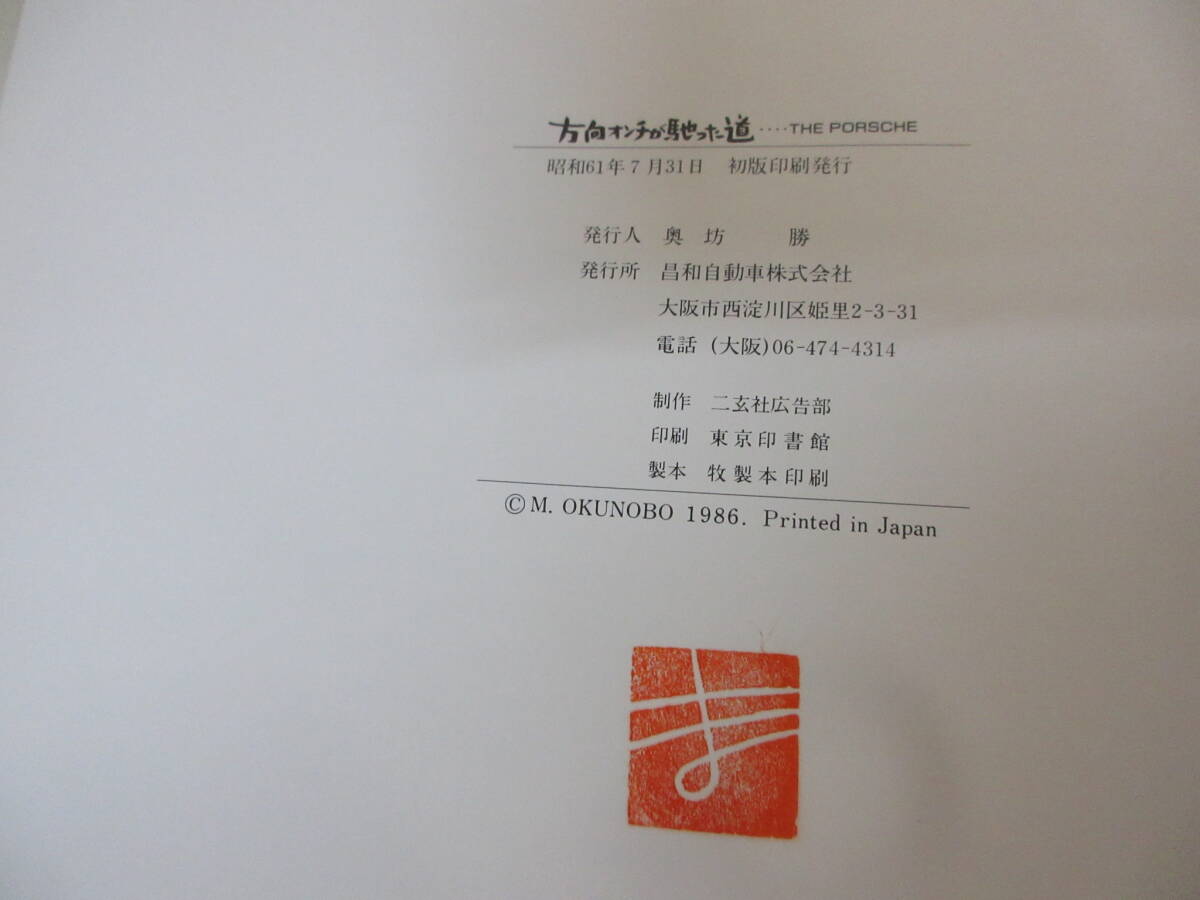 方向オンチが馳った道‥‥THE PORSCHE
昭和61年7月31日 初版印刷発行
発行人 奥坊 勝
発行所 昌和自動車株式会社
大阪市西淀川区姫里2-3-31
電話 (大阪)06-474-4314
制作 二玄社広告部
印刷 東京印書館
製本 牧製本印刷
©M. OKUNOBO 1986. Printed in Japan